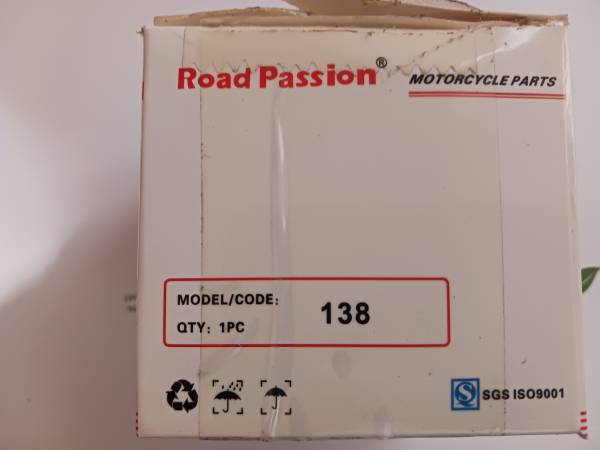 Road Passion® MOTORCYCLE PARTS
MODEL/CODE: 138
QTY: 1PC
SGS ISO9001